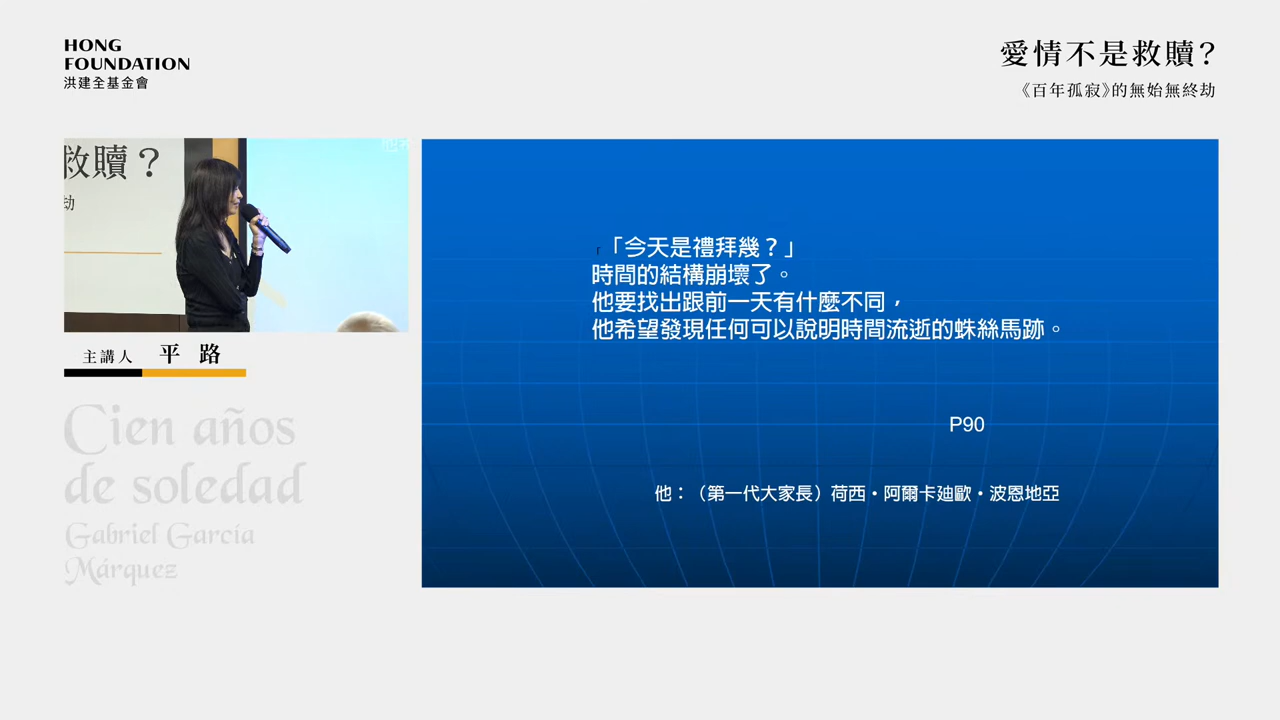 HONG
FOUNDATION
洪建全基金會
愛情不是救贖？
《百年孤寂》的無始無終劫
救贖？
劫
主講人 平 路
Cien años
de soledad
Gabriel García
Márquez
「「今天是禮拜幾？」
時間的結構崩壞了。
他要找出跟前一天有什麼不同，
他希望發現任何可以說明時間流逝的蛛絲馬跡。
P90
他：（第一代大家長）荷西•阿爾卡廸歐•波恩地亞